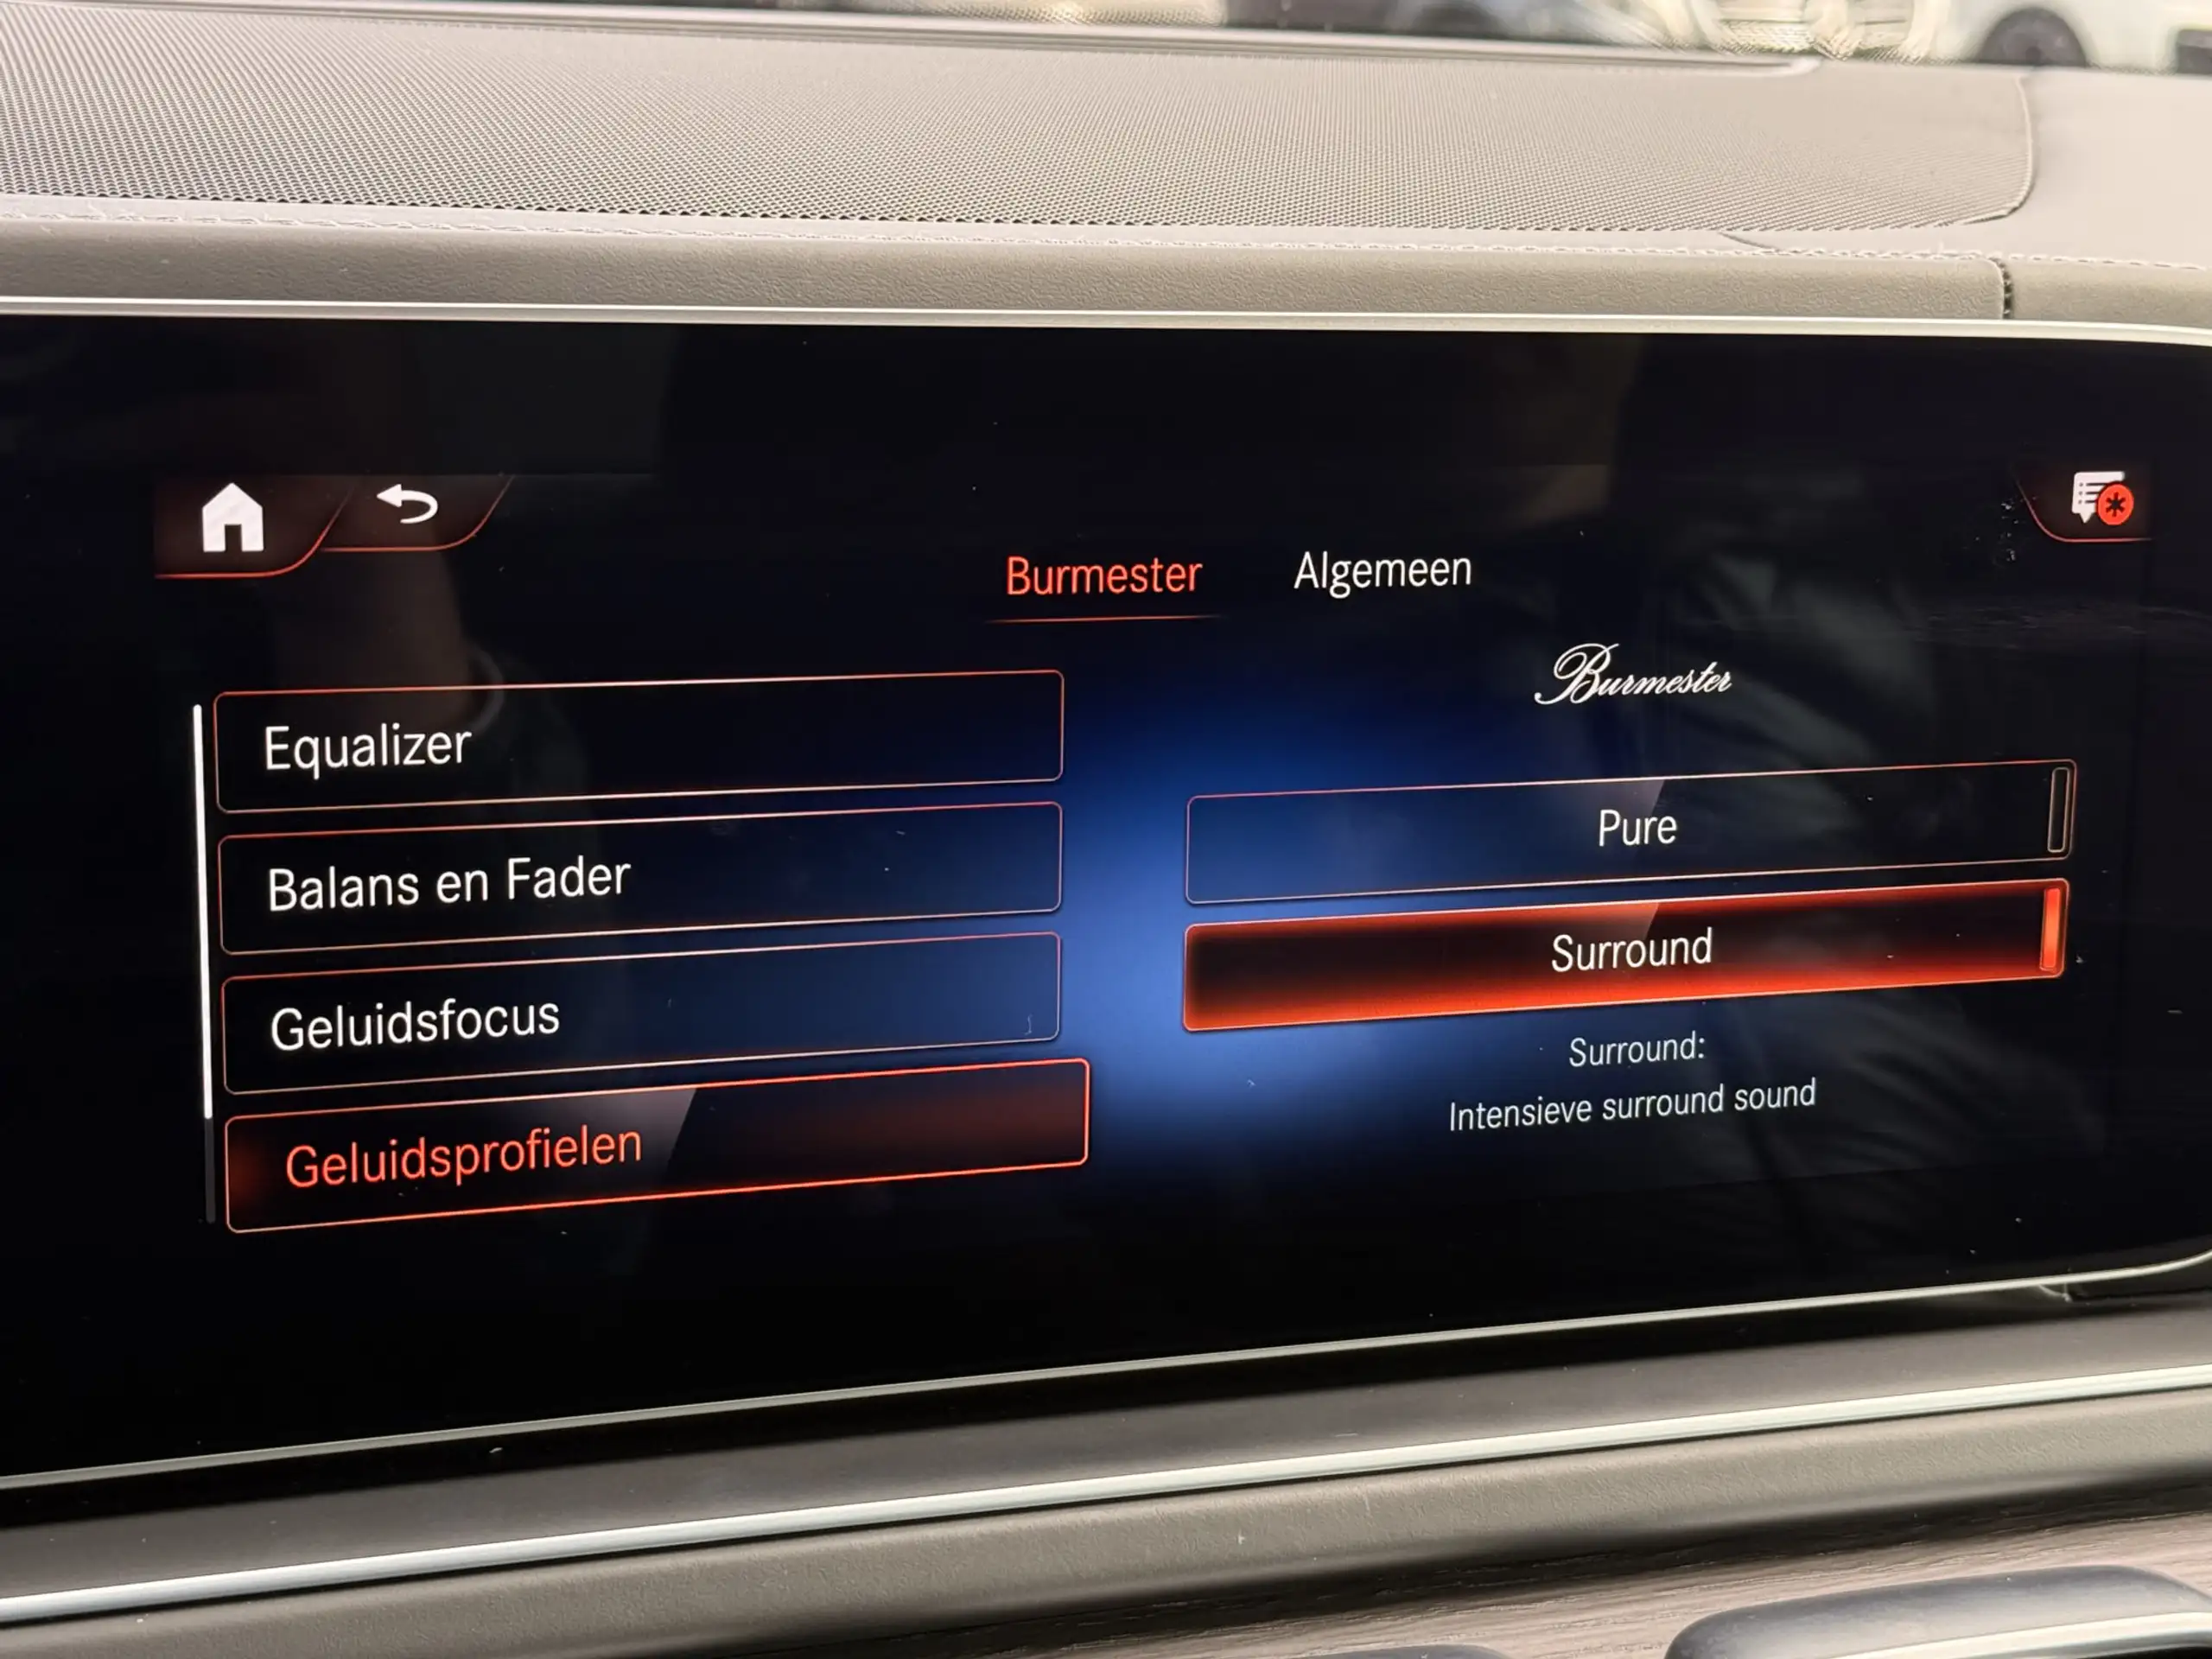 Burmester
Algemeen
Burmester
Equalizer
Balans en Fader
Geluidsfocus
Geluidsprofielen
Pure
Surround
Surround:
Intensieve surround sound